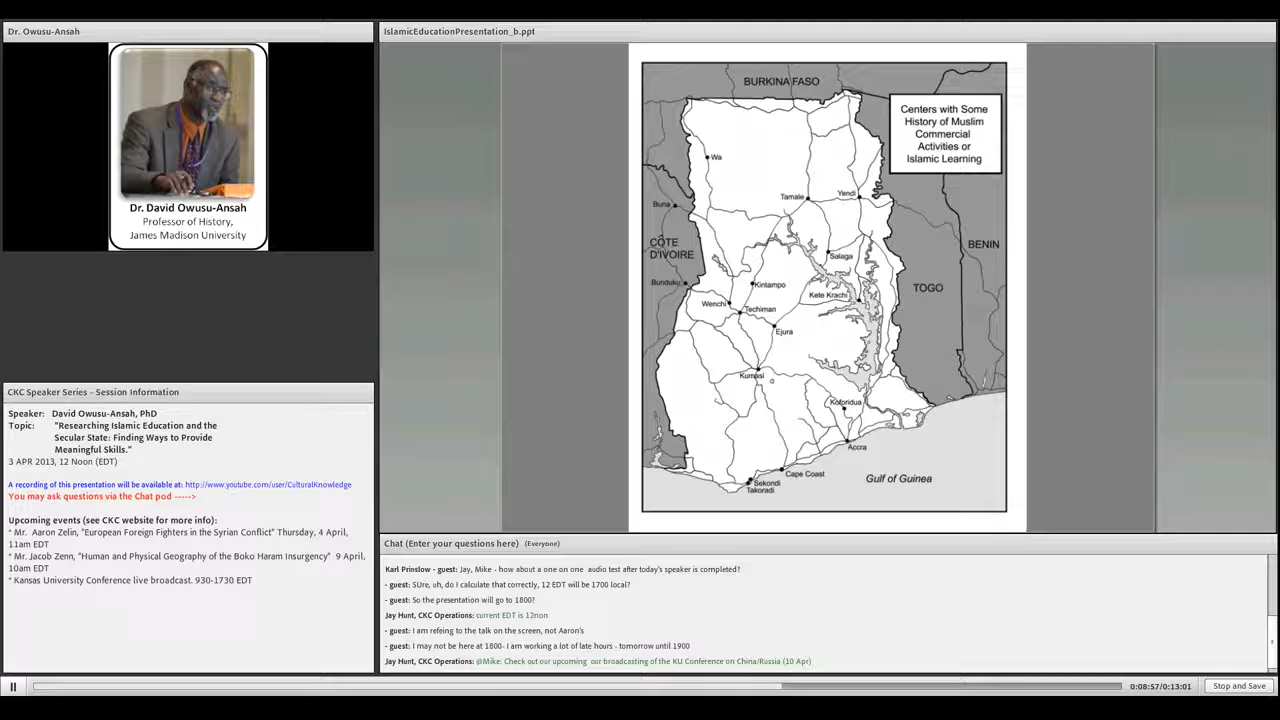 Dr. Owusu-Ansah
Dr. David Owusu-Ansah
Professor of History,
James Madison University
CKC Speaker Series - Session Information
Speaker: David Owusu-Ansah, PhD
Topic: "Researching Islamic Education and the
Secular State: Finding Ways to Provide
Meaningful Skills."
3 APR 2013, 12 Noon (EDT)
A recording of this presentation will be available at: http://www.youtube.com/user/CulturalKnowledge
You may ask questions via the Chat pod ----->
Upcoming events (see CKC website for more info):
* Mr. Aaron Zelin, "European Foreign Fighters in the Syrian Conflict" Thursday, 4 April,
11am EDT
* Mr. Jacob Zenn, "Human and Physical Geography of the Boko Haram Insurgency" 9 April,
10am EDT
* Kansas University Conference live broadcast. 930-1730 EDT
IslamicEducationPresentation_b.ppt
BURKINA FASO
Centers with Some
History of Muslim
Commercial
Activities or
Islamic Learning
Wa
Tamale
Yendi
Buna
CÔTE
D'IVOIRE
BENIN
Salaga
Bunduku
Kintampo
TOGO
Kete Krachi
Wenchi
Techiman
Ejura
Kumasi
Koforidua
Accra
Cape Coast
Gulf of Guinea
Sekondi
Takoradi
Chat (Enter your questions here) (Everyone)
Karl Prinslow - guest: Jay, Mike - how about a one on one audio test after today's speaker is completed?
- guest: SUre, uh, do I calculate that correctly, 12 EDT will be 1700 local?
- guest: So the presentation will go to 1800?
Jay Hunt, CKC Operations: current EDT is 12non
- guest: I am refeing to the talk on the screen, not Aaron's
- guest: I may not be here at 1800- I am working a lot of late hours - tomorrow until 1900
Jay Hunt, CKC Operations: @Mike: Check out our upcoming our broadcasting of the KU Conference on China/Russia (10 Apr)
0:08:57/0:13:01
Stop and Save